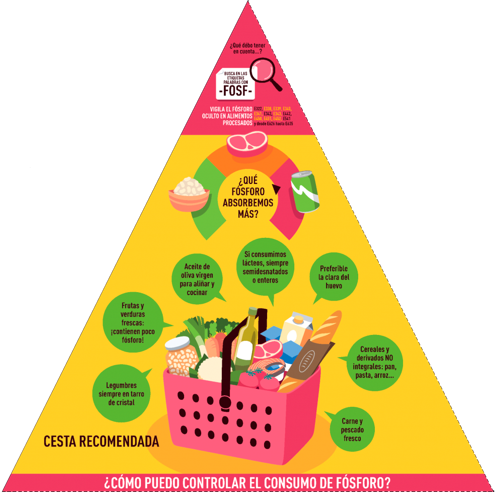 ¿Qué debo tener
en cuenta...?
BUSCA EN LAS
ETIQUETAS
PALABRAS CON
-FOSF-
VIGILA EL FÓSFORO
OCULTO EN ALIMENTOS
PROCESADOS
¿QUÉ
FÓSFORO
ABSORBEMOS
MÁS?
Aceite de
oliva virgen
para aliñar y
cocinar
Si consumimos
lácteos, siempre
semidesnatados
o enteros
Preferible
la clara del
huevo
Frutas y
verduras
frescas:
¡contienen poco
fósforo!
Cereales y
derivados NO
integrales: pan,
pasta, arroz...
Legumbres
siempre en tarro
de cristal
Carne y
pescado
fresco
CESTA RECOMENDADA
¿CÓMO PUEDO CONTROLAR EL CONSUMO DE FÓSFORO?